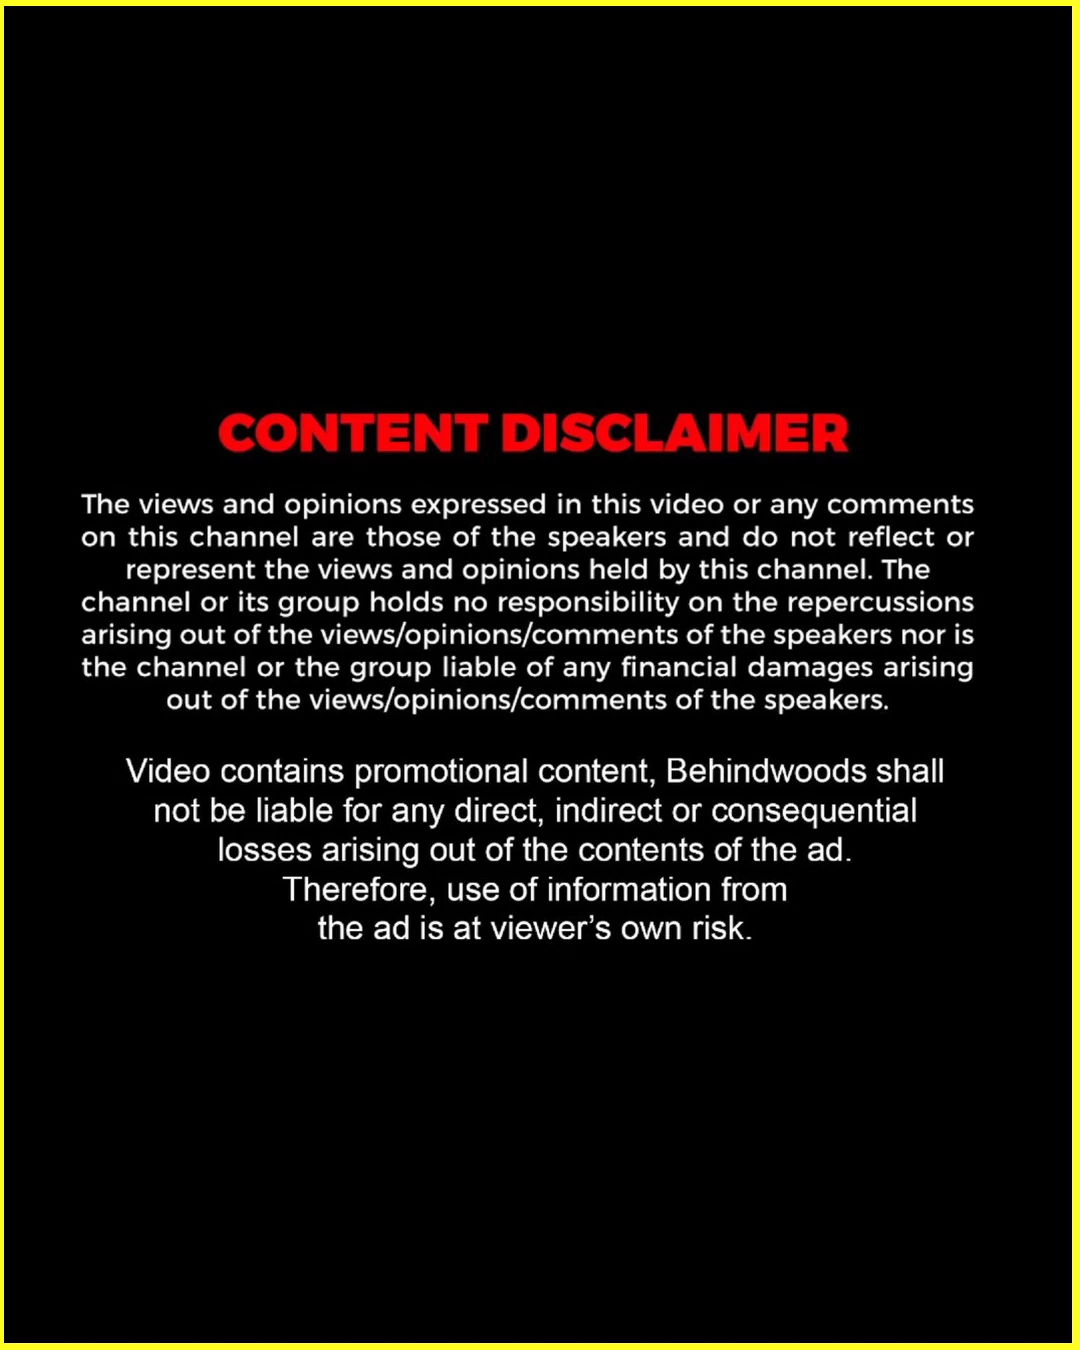 CONTENT DISCLAIMER
The views and opinions expressed in this video or any comments
on this channel are those of the speakers and do not reflect or
represent the views and opinions held by this channel. The
channel or its group holds no responsibility on the repercussions
arising out of the views/opinions/comments of the speakers nor is
the channel or the group liable of any financial damages arising
out of the views/opinions/comments of the speakers.
Video contains promotional content, Behindwoods shall
not be liable for any direct, indirect or consequential
losses arising out of the contents of the ad.
Therefore, use of information from
the ad is at viewer’s own risk.